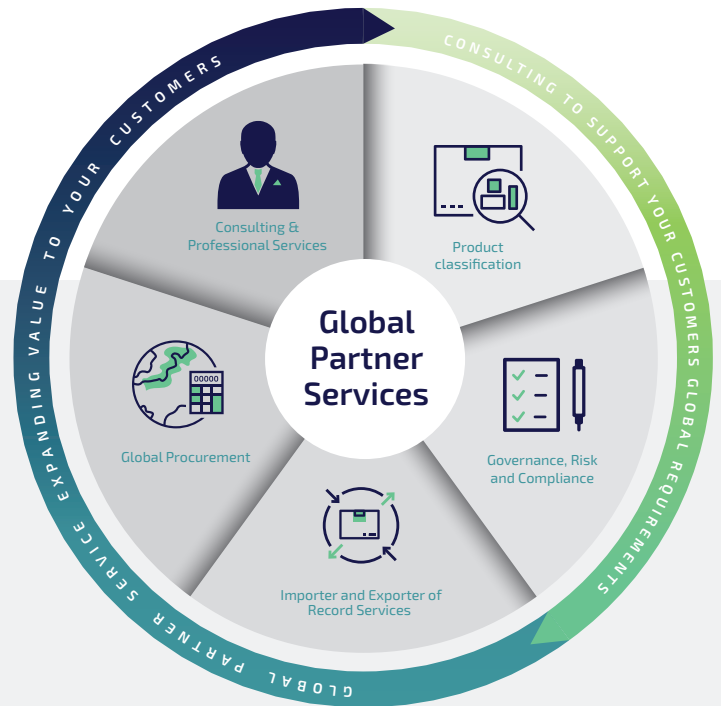 CONSULTING TO SUPPORT YOUR CUSTOMERS GLOBAL REQUIREMENTS
GLOBAL PARTNER SERVICE EXPANDING VALUE TO YOUR CUSTOMERS
Consulting &
Professional Services
Product
classification
Global
Partner
Services
00000
Global Procurement
Governance, Risk
and Compliance
Importer and Exporter of
Record Services